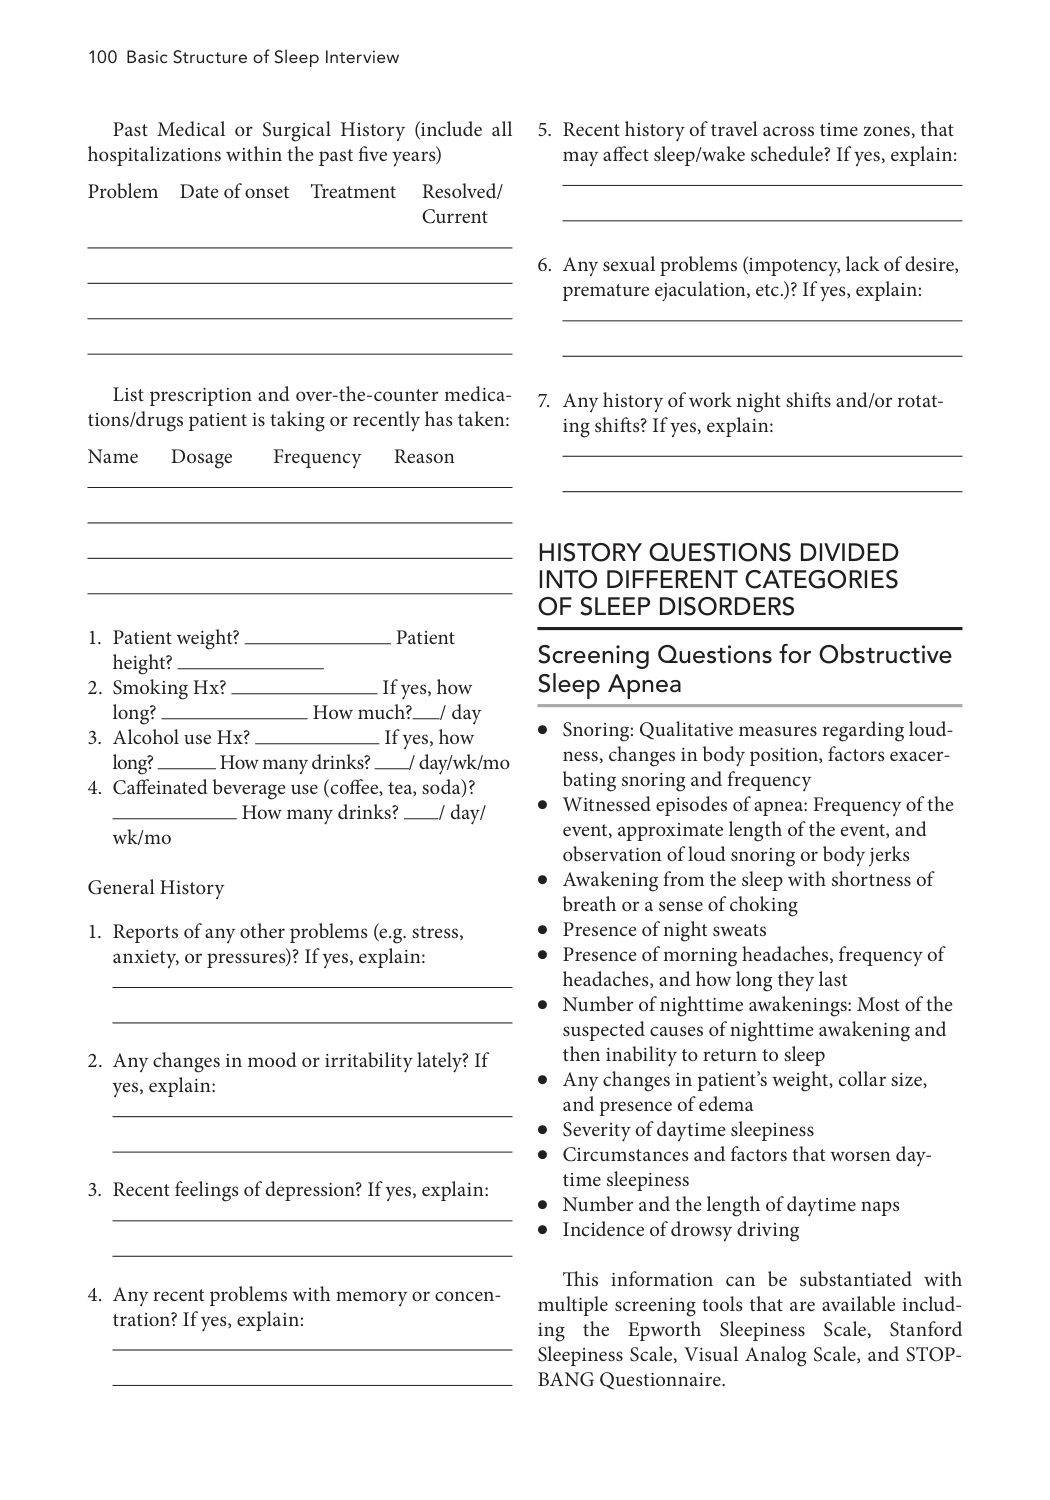 100 Basic Structure of Sleep Interview
Past Medical or Surgical History (include all
hospitalizations within the past five years)
Problem Date of onset Treatment Resolved/
Current
List prescription and over-the-counter medica-
tions/drugs patient is taking or recently has taken:
Name Dosage Frequency Reason
1. Patient weight? Patient
height?
2. Smoking Hx? If yes, how
long? How much? / day
3. Alcohol use Hx? If yes, how
long? How many drinks? / day/wk/mo
4. Caffeinated beverage use (coffee, tea, soda)?
How many drinks? / day/
wk/mo
General History
1. Reports of any other problems (e.g. stress,
anxiety, or pressures)? If yes, explain:
2. Any changes in mood or irritability lately? If
yes, explain:
3. Recent feelings of depression? If yes, explain:
4. Any recent problems with memory or concen-
tration? If yes, explain:
5. Recent history of travel across time zones, that
may affect sleep/wake schedule? If yes, explain:
6. Any sexual problems (impotency, lack of desire,
premature ejaculation, etc.)? If yes, explain:
7. Any history of work night shifts and/or rotat-
ing shifts? If yes, explain:
HISTORY QUESTIONS DIVIDED
INTO DIFFERENT CATEGORIES
OF SLEEP DISORDERS
Screening Questions for Obstructive
Sleep Apnea
● Snoring: Qualitative measures regarding loud-
ness, changes in body position, factors exacer-
bating snoring and frequency
● Witnessed episodes of apnea: Frequency of the
event, approximate length of the event, and
observation of loud snoring or body jerks
● Awakening from the sleep with shortness of
breath or a sense of choking
● Presence of night sweats
● Presence of morning headaches, frequency of
headaches, and how long they last
● Number of nighttime awakenings: Most of the
suspected causes of nighttime awakening and
then inability to return to sleep
● Any changes in patient’s weight, collar size,
and presence of edema
● Severity of daytime sleepiness
● Circumstances and factors that worsen day-
time sleepiness
● Number and the length of daytime naps
● Incidence of drowsy driving
This information can be substantiated with
multiple screening tools that are available includ-
ing the Epworth Sleepiness Scale, Stanford
Sleepiness Scale, Visual Analog Scale, and STOP-
BANG Questionnaire.